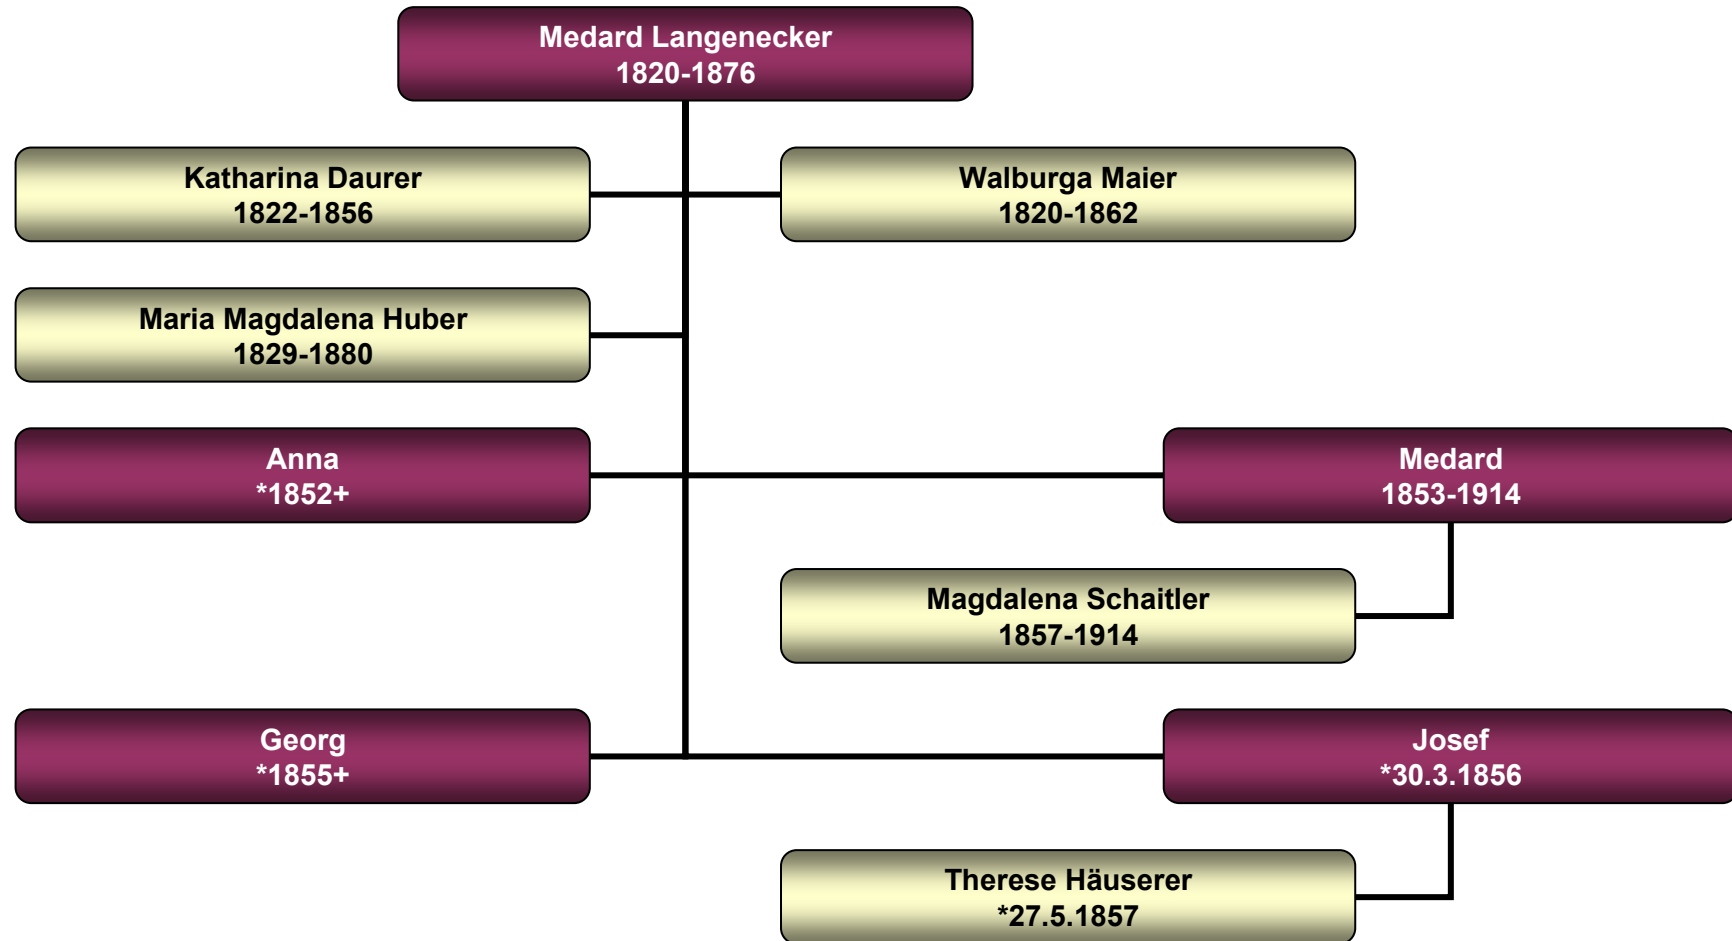 Medard Langenecker
1820-1876
Katharina Daurer
1822-1856
Walburga Maier
1820-1862
Maria Magdalena Huber
1829-1880
Anna
*1852+
Medard
1853-1914
Magdalena Schaitler
1857-1914
Georg
*1855+
Josef
*30.3.1856
Therese Häuserer
*27.5.1857